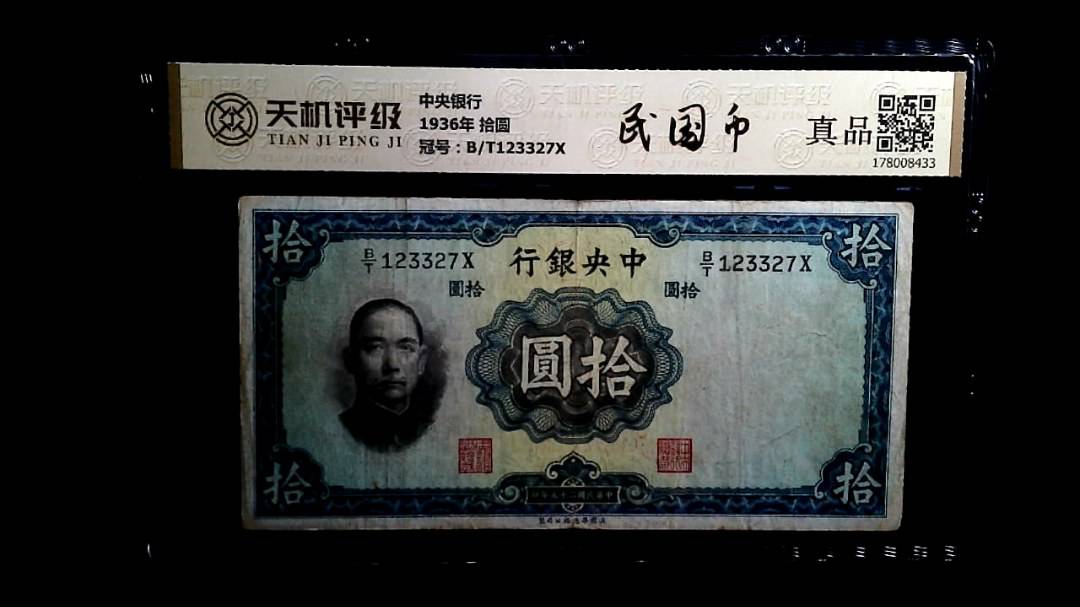 天机评级
TIAN JI PING JI
中央银行
1936年 拾圆
冠号：B/T123327X
民国币
真品
178008433
拾
拾
B/T 123327X
行銀央中
B/T 123327X
圓拾
圓拾
圓拾
拾
拾